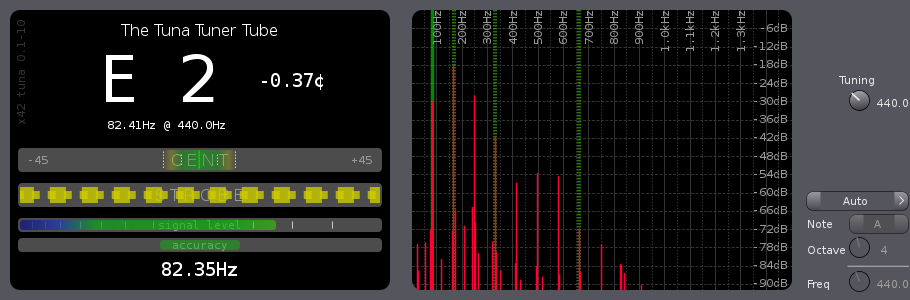 The Tuna Tuner Tube
x42 tuna 0.1-10
E 2 -0.37¢
82.41Hz @ 440.0Hz
-45 CENT +45
STROBE
signal level
accuracy
82.35Hz
100Hz 200Hz 300Hz 400Hz 500Hz 600Hz 700Hz 800Hz 900Hz 1.0kHz 1.1kHz 1.2kHz 1.3kHz
-6dB
-12dB
-18dB
-24dB
-30dB
-36dB
-42dB
-48dB
-54dB
-60dB
-66dB
-72dB
-78dB
-84dB
-90dB
Tuning
440.0
Auto
Note A
Octave 4
Freq 440.0